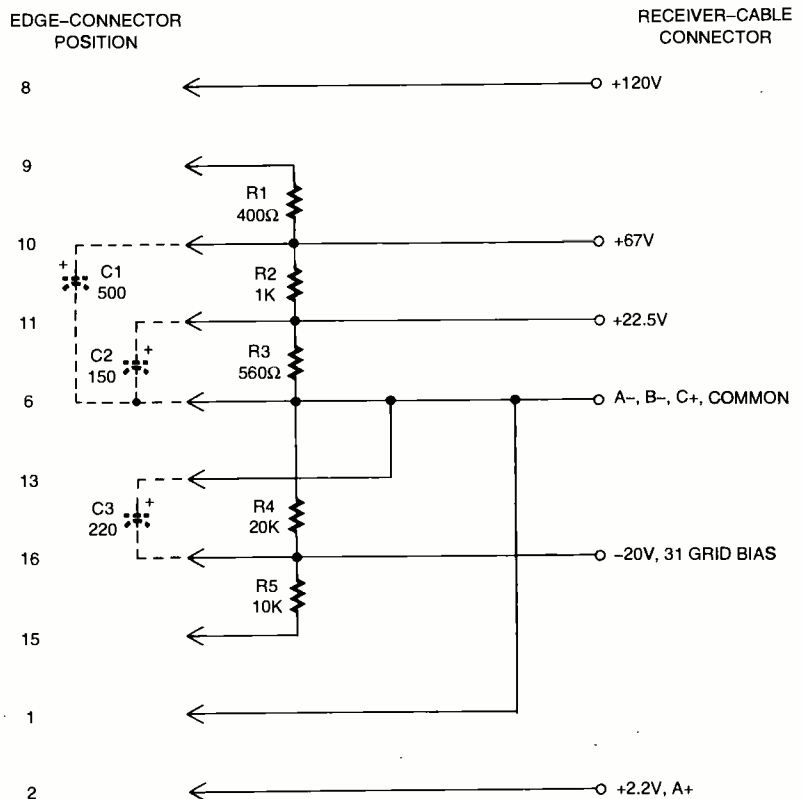 EDGE–CONNECTOR
POSITION
RECEIVER–CABLE
CONNECTOR
8
+120V
9
R1
400Ω
10
+67V
+
C1
500
R2
1K
11
+22.5V
C2
150
+
R3
560Ω
6
A–, B–, C+, COMMON
13
C3
220
+
R4
20K
16
–20V, 31 GRID BIAS
R5
10K
15
1
2
+2.2V, A+